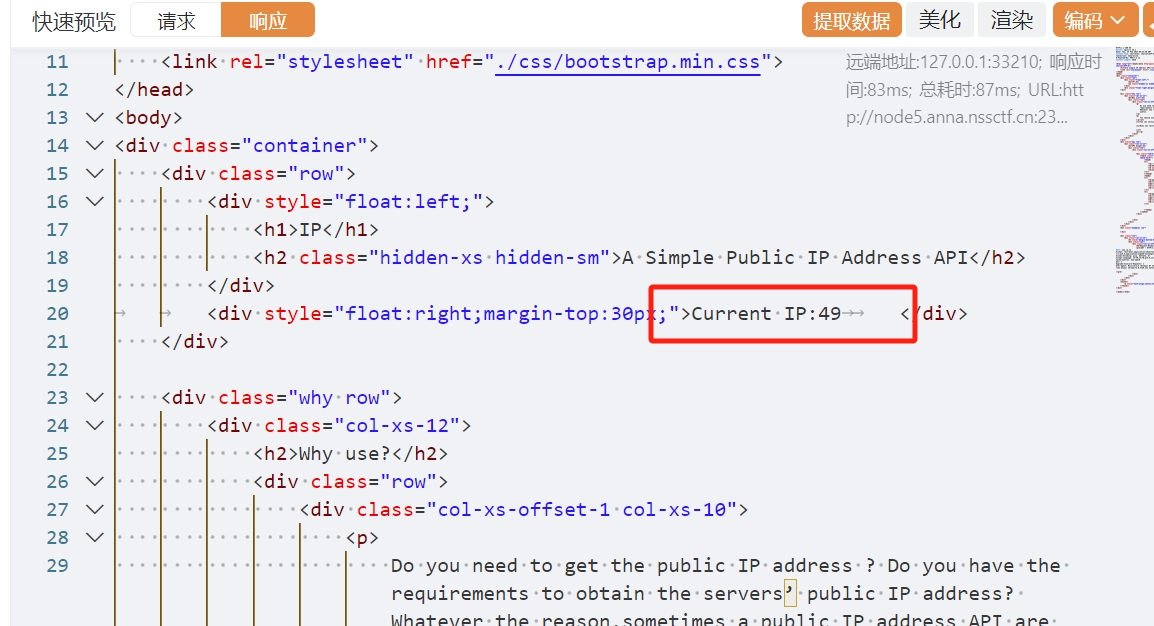 快速预览 请求 响应 提取数据 美化 渲染 编码
远端地址:127.0.0.1:33210; 响应时
间:83ms; 总耗时:87ms; URL:htt
p://node5.anna.nssctf.cn:23...
11 <link rel="stylesheet" href="./css/bootstrap.min.css">
12 </head>
13 <body>
14 <div class="container">
15 <div class="row">
16 <div style="float:left;">
17 <h1>IP</h1>
18 <h2 class="hidden-xs hidden-sm">A Simple Public IP Address API</h2>
19 </div>
20 <div style="float:right;margin-top:30px;">Current IP:49 </div>
21 </div>
22
23 <div class="why row">
24 <div class="col-xs-12">
25 <h2>Why use?</h2>
26 <div class="row">
27 <div class="col-xs-offset-1 col-xs-10">
28 <p>
29 Do you need to get the public IP address ? Do you have the
requirements to obtain the servers’ public IP address?
Whatever the reason,sometimes a public IP address API are